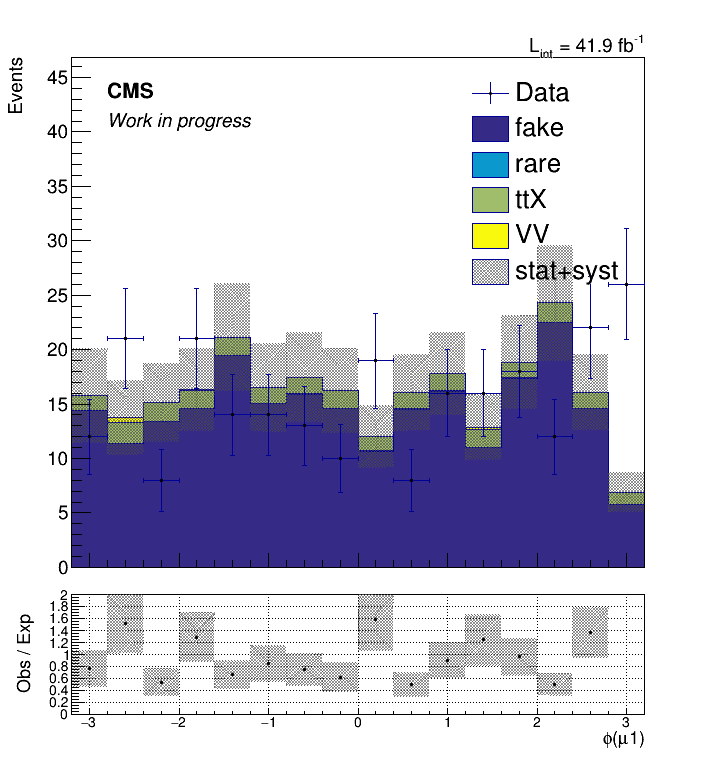 L_int = 41.9 fb^-1
Events
CMS
Work in progress
Data
fake
rare
ttX
VV
stat+syst
45
40
35
30
25
20
15
10
5
0
Obs / Exp
2
1.8
1.6
1.4
1.2
1
0.8
0.6
0.4
0.2
0
−3 −2 −1 0 1 2 3
ϕ(μ1)